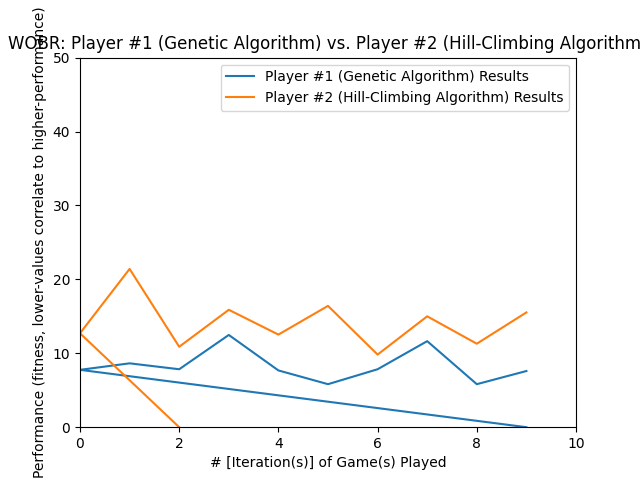 WOBR: Player #1 (Genetic Algorithm) vs. Player #2 (Hill-Climbing Algorithm
Performance (fitness, lower-values correlate to higher-performance)
50
40
30
20
10
0
Player #1 (Genetic Algorithm) Results
Player #2 (Hill-Climbing Algorithm) Results
0 2 4 6 8 10
# [Iteration(s)] of Game(s) Played